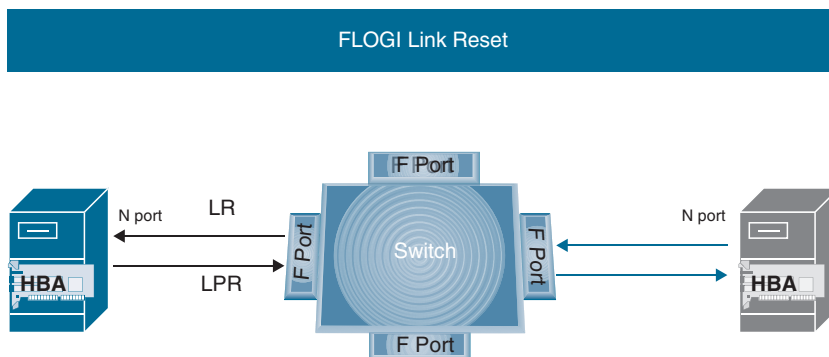 FLOGI Link Reset
F Port
N port
LR
N port
F Port
Switch
F Port
HBA
LPR
HBA
F Port